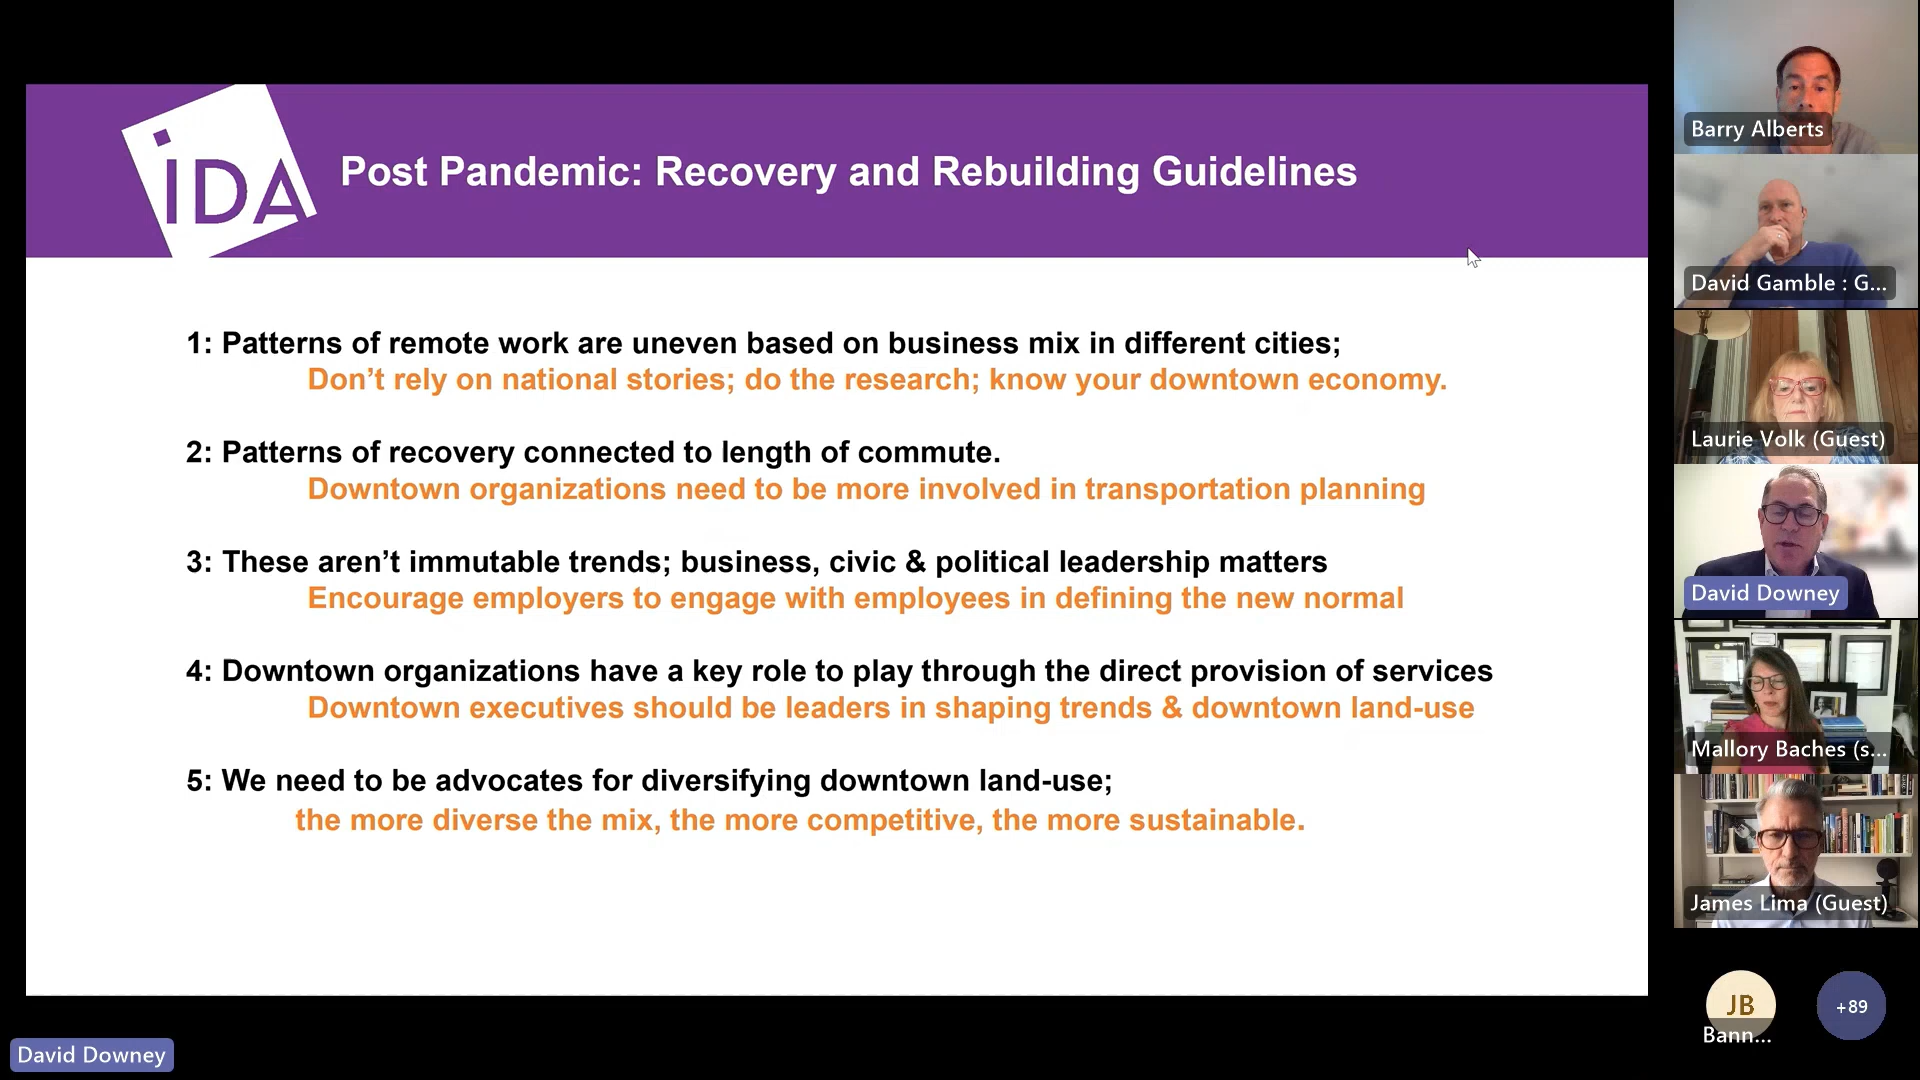 iDA
Post Pandemic: Recovery and Rebuilding Guidelines
1: Patterns of remote work are uneven based on business mix in different cities;
Don’t rely on national stories; do the research; know your downtown economy.
2: Patterns of recovery connected to length of commute.
Downtown organizations need to be more involved in transportation planning
3: These aren’t immutable trends; business, civic & political leadership matters
Encourage employers to engage with employees in defining the new normal
4: Downtown organizations have a key role to play through the direct provision of services
Downtown executives should be leaders in shaping trends & downtown land-use
5: We need to be advocates for diversifying downtown land-use;
the more diverse the mix, the more competitive, the more sustainable.
David Downey
Barry Alberts
David Gamble : G...
Laurie Volk (Guest)
David Downey
Mallory Baches (s...
James Lima (Guest)
JB
Bann...
+89